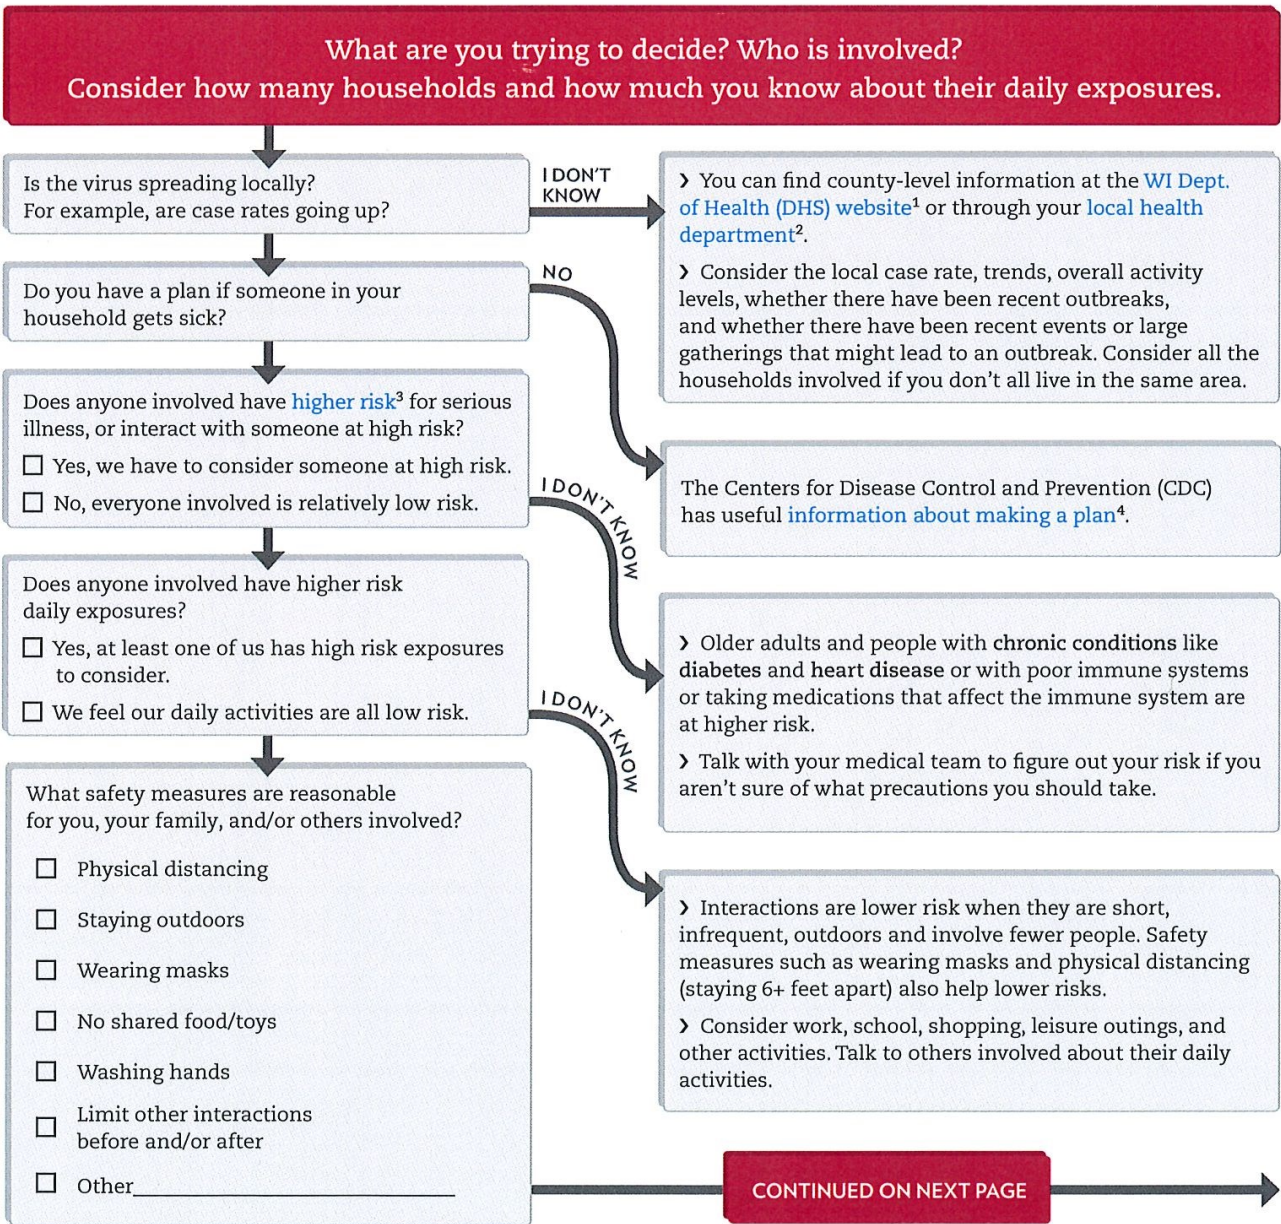 What are you trying to decide? Who is involved?
Consider how many households and how much you know about their daily exposures.
Is the virus spreading locally?
For example, are case rates going up?
I DON'T
KNOW
› You can find county-level information at the WI Dept.
of Health (DHS) website¹ or through your local health
department².
› Consider the local case rate, trends, overall activity
levels, whether there have been recent outbreaks,
and whether there have been recent events or large
gatherings that might lead to an outbreak. Consider all the
households involved if you don't all live in the same area.
Do you have a plan if someone in your
household gets sick?
NO
The Centers for Disease Control and Prevention (CDC)
has useful information about making a plan⁴.
Does anyone involved have higher risk³ for serious
illness, or interact with someone at high risk?
☐ Yes, we have to consider someone at high risk.
☐ No, everyone involved is relatively low risk.
I DON'T KNOW
› Older adults and people with chronic conditions like
diabetes and heart disease or with poor immune systems
or taking medications that affect the immune system are
at higher risk.
› Talk with your medical team to figure out your risk if you
aren't sure of what precautions you should take.
Does anyone involved have higher risk
daily exposures?
☐ Yes, at least one of us has high risk exposures
to consider.
☐ We feel our daily activities are all low risk.
I DON'T KNOW
› Interactions are lower risk when they are short,
infrequent, outdoors and involve fewer people. Safety
measures such as wearing masks and physical distancing
(staying 6+ feet apart) also help lower risks.
› Consider work, school, shopping, leisure outings, and
other activities. Talk to others involved about their daily
activities.
What safety measures are reasonable
for you, your family, and/or others involved?
☐ Physical distancing
☐ Staying outdoors
☐ Wearing masks
☐ No shared food/toys
☐ Washing hands
☐ Limit other interactions
before and/or after
☐ Other____________________
CONTINUED ON NEXT PAGE